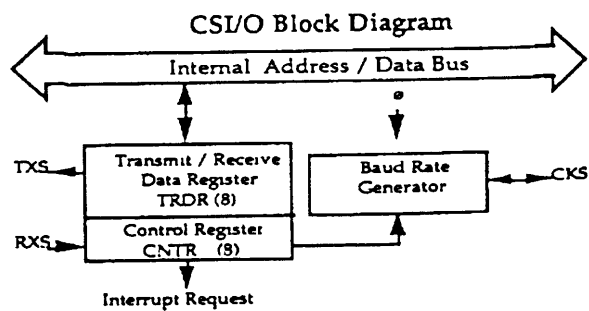 CSI/O Block Diagram
Internal Address / Data Bus
ø
TXS
Transmit / Receive
Data Register
TRDR (8)
Baud Rate
Generator
CKS
RXS
Control Register
CNTR (8)
Interrupt Request